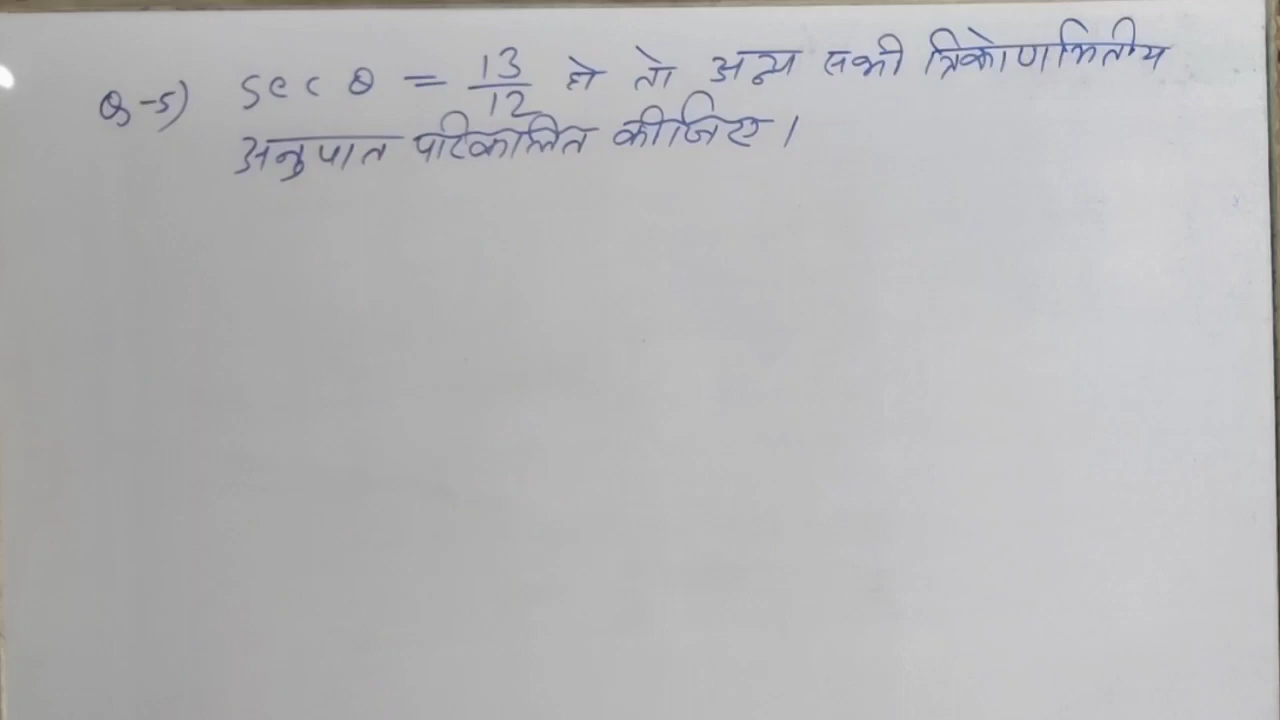 Q-5) sec θ = 13/12 हो तो अन्य सभी त्रिकोणमितीय
अनुपात परिकलित कीजिए।